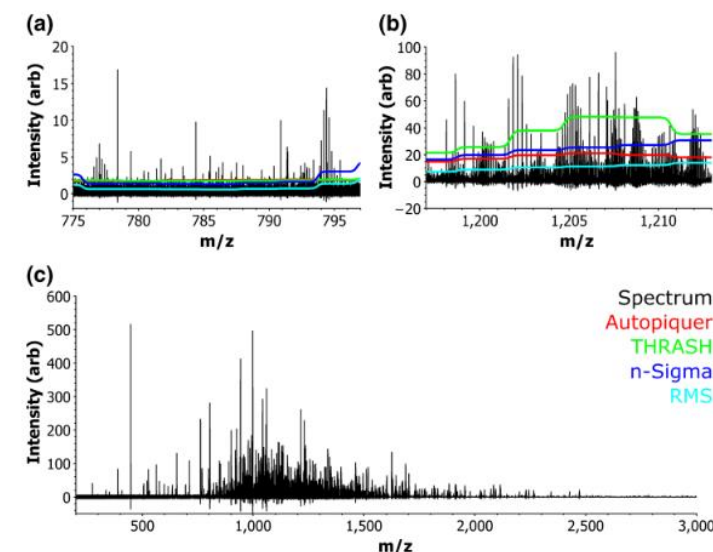 (a)
20
15
10
5
0
Intensity (arb)
775 780 785 790 795
m/z
(b)
100
80
60
40
20
0
−20
Intensity (arb)
1,200 1,205 1,210
m/z
(c)
600
500
400
300
200
100
0
Intensity (arb)
500 1,000 1,500 2,000 2,500 3,000
m/z
Spectrum
Autopiquer
THRASH
n-Sigma
RMS